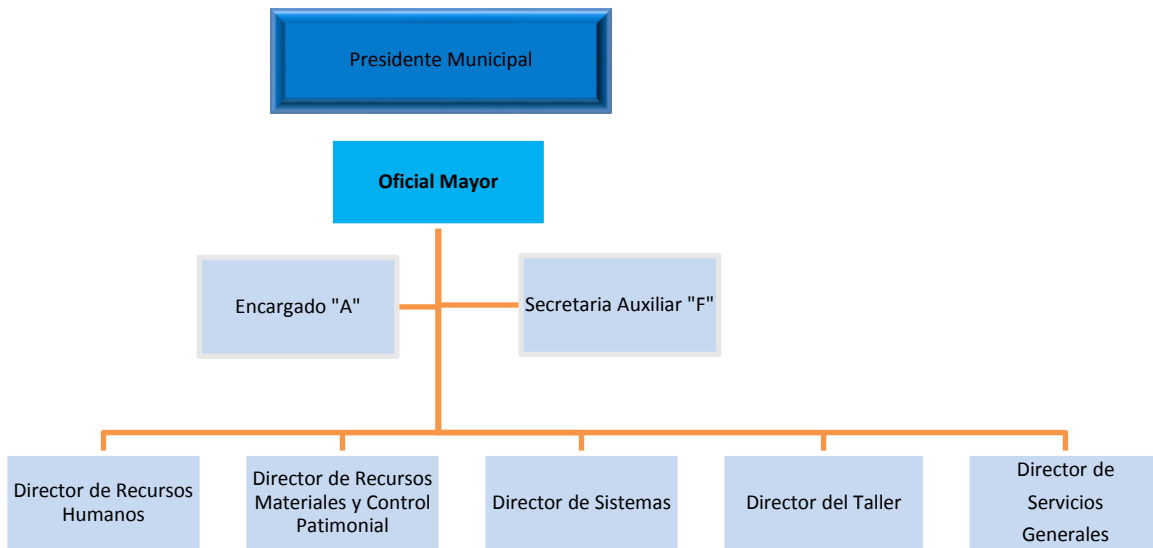 Presidente Municipal
Oficial Mayor
Encargado "A"
Secretaria Auxiliar "F"
Director de Recursos
Humanos
Director de Recursos
Materiales y Control
Patimonial
Director de Sistemas
Director del Taller
Director de
Servicios
Generales